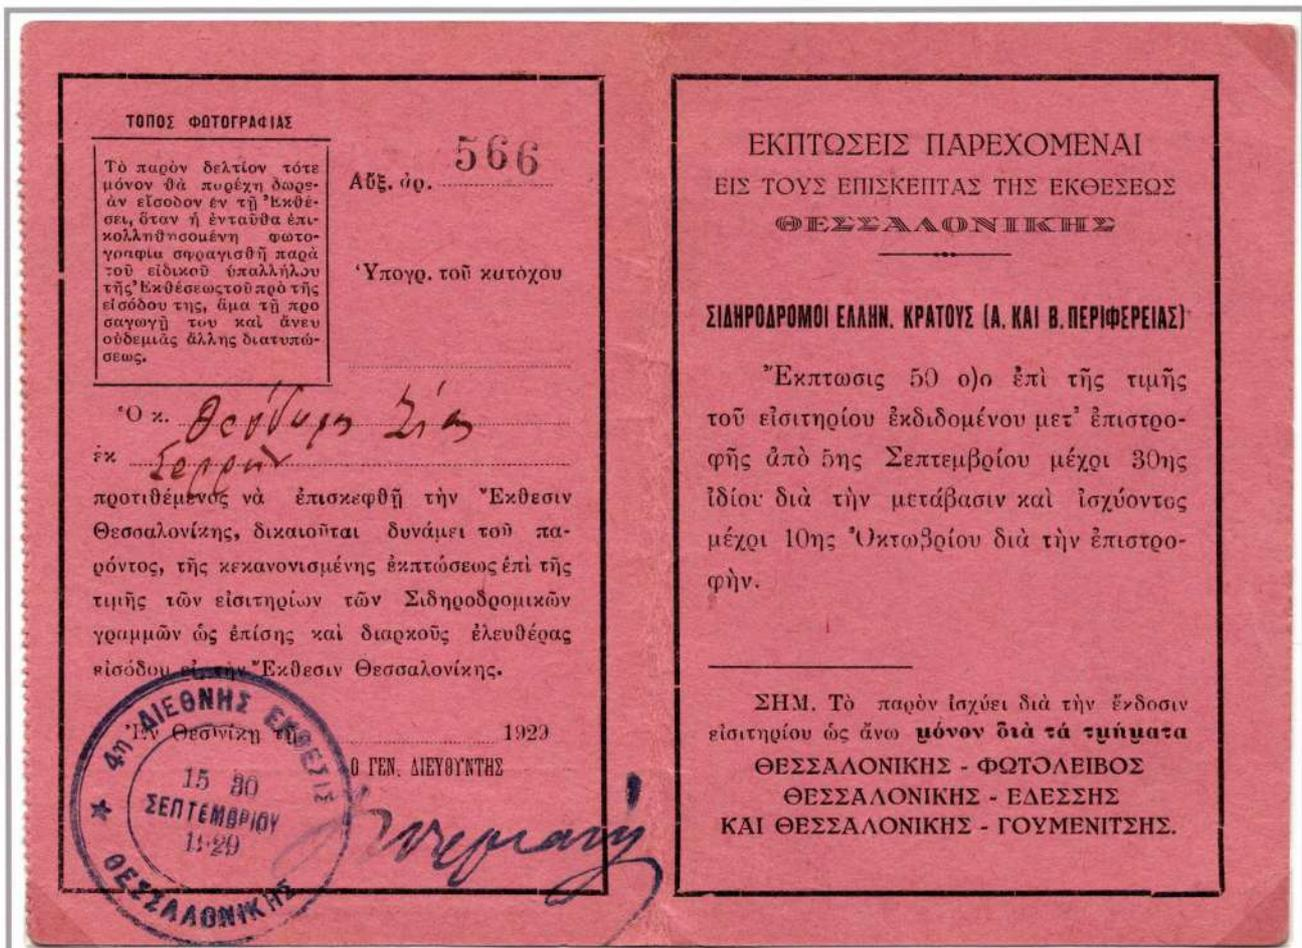 ΤΟΠΟΣ ΦΩΤΟΓΡΑΦΙΑΣ
Τὸ παρὸν δελτίον τότε
μόνον θὰ παρέχῃ δωρε-
ὰν εἴσοδον ἐν τῇ Ἐκθέ-
σει, ὅταν ἡ ἐνταῦθα ἐπι-
κολληθησομένη φωτο-
γραφία σφραγισθῇ παρὰ
τοῦ εἰδικοῦ ὑπαλλήλου
τῆς Ἐκθέσεως τοῦ πρὸ τῆς
εἰσόδου της, ἅμα τῇ προ
σαγωγῇ του καὶ ἄνευ
οὐδεμιᾶς ἄλλης διατυπώ-
σεως.
Αὔξ. ἀρ. 566
Ὑπογρ. τοῦ κατόχου
Ὁ κ.
ἐκ Σερρῶν
προτιθέμενος νὰ ἐπισκεφθῇ τὴν Ἔκθεσιν
Θεσσαλονίκης, δικαιοῦται δυνάμει τοῦ πα-
ρόντος, τῆς κεκανονισμένης ἐκπτώσεως ἐπὶ τῆς
τιμῆς τῶν εἰσιτηρίων τῶν Σιδηροδρομικῶν
γραμμῶν ὡς ἐπίσης καὶ διαρκοῦς ἐλευθέρας
εἰσόδου εἰς τὴν Ἔκθεσιν Θεσσαλονίκης.
Ἐν Θεσ)νίκῃ τῇ 1929
Ο ΓΕΝ. ΔΙΕΥΘΥΝΤΗΣ
4η ΔΙΕΘΝΗΣ ΕΚΘΕΣΙΣ
15 30
ΣΕΠΤΕΜΒΡΙΟΥ
1929
ΘΕΣΣΑΛΟΝΙΚΗΣ
ΕΚΠΤΩΣΕΙΣ ΠΑΡΕΧΟΜΕΝΑΙ
ΕΙΣ ΤΟΥΣ ΕΠΙΣΚΕΠΤΑΣ ΤΗΣ ΕΚΘΕΣΕΩΣ
ΘΕΣΣΑΛΟΝΙΚΗΣ
ΣΙΔΗΡΟΔΡΟΜΟΙ ΕΛΛΗΝ. ΚΡΑΤΟΥΣ (Α. ΚΑΙ Β. ΠΕΡΙΦΕΡΕΙΑΣ)
Ἔκπτωσις 50 ο)ο ἐπὶ τῆς τιμῆς
τοῦ εἰσιτηρίου ἐκδιδομένου μετ' ἐπιστρο-
φῆς ἀπὸ 5ης Σεπτεμβρίου μέχρι 30ης
ἰδίου διὰ τὴν μετάβασιν καὶ ἰσχύοντος
μέχρι 10ης Ὀκτωβρίου διὰ τὴν ἐπιστρο-
φὴν.
ΣΗΜ. Τὸ παρὸν ἰσχύει διὰ τὴν ἔκδοσιν
εἰσιτηρίου ὡς ἄνω μόνον διὰ τὰ τμήματα
ΘΕΣΣΑΛΟΝΙΚΗΣ - ΦΩΤΟΛΕΙΒΟΣ
ΘΕΣΣΑΛΟΝΙΚΗΣ - ΕΔΕΣΣΗΣ
ΚΑΙ ΘΕΣΣΑΛΟΝΙΚΗΣ - ΓΟΥΜΕΝΙΤΣΗΣ.